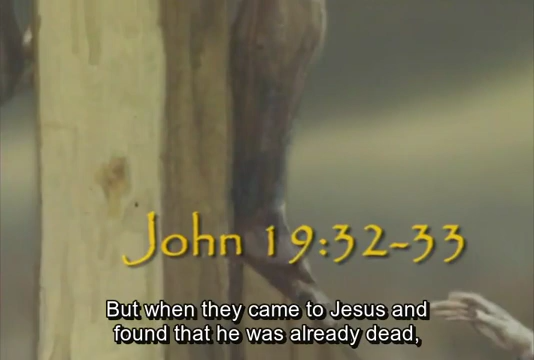 John 19:32-33
But when they came to Jesus and
found that he was already dead,